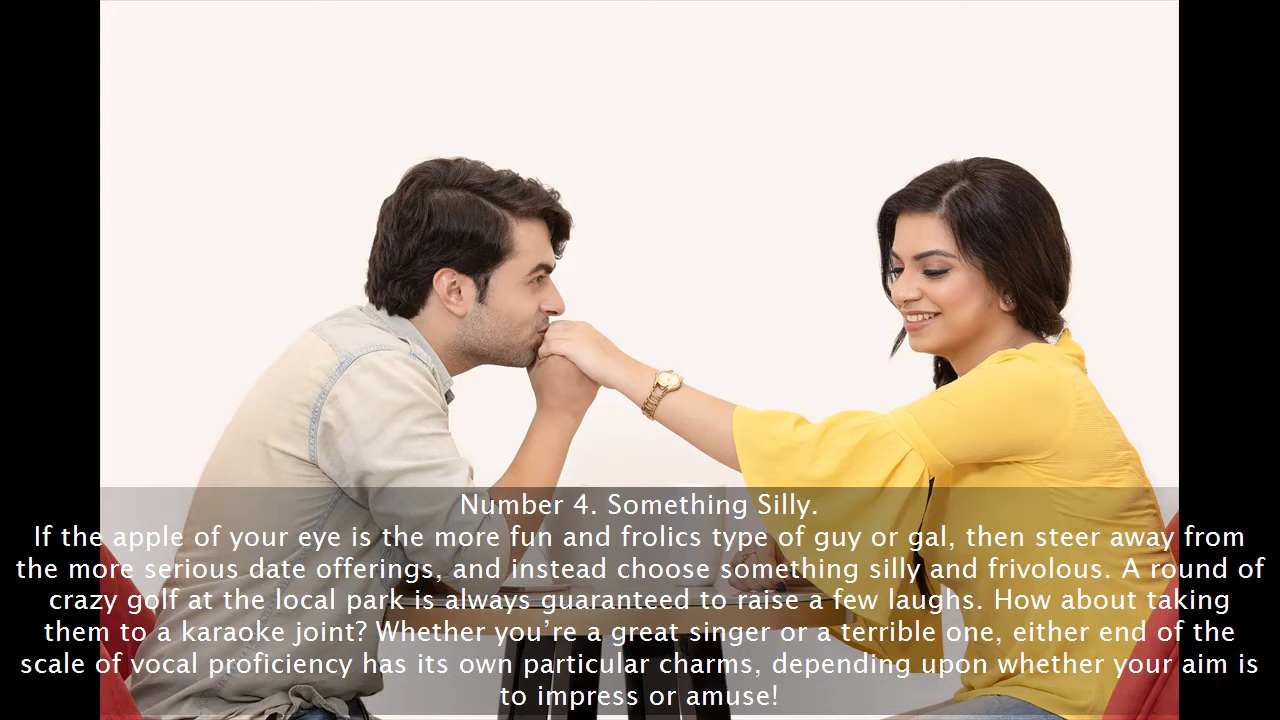 Number 4. Something Silly.
If the apple of your eye is the more fun and frolics type of guy or gal, then steer away from
the more serious date offerings, and instead choose something silly and frivolous. A round of
crazy golf at the local park is always guaranteed to raise a few laughs. How about taking
them to a karaoke joint? Whether you’re a great singer or a terrible one, either end of the
scale of vocal proficiency has its own particular charms, depending upon whether your aim is
to impress or amuse!